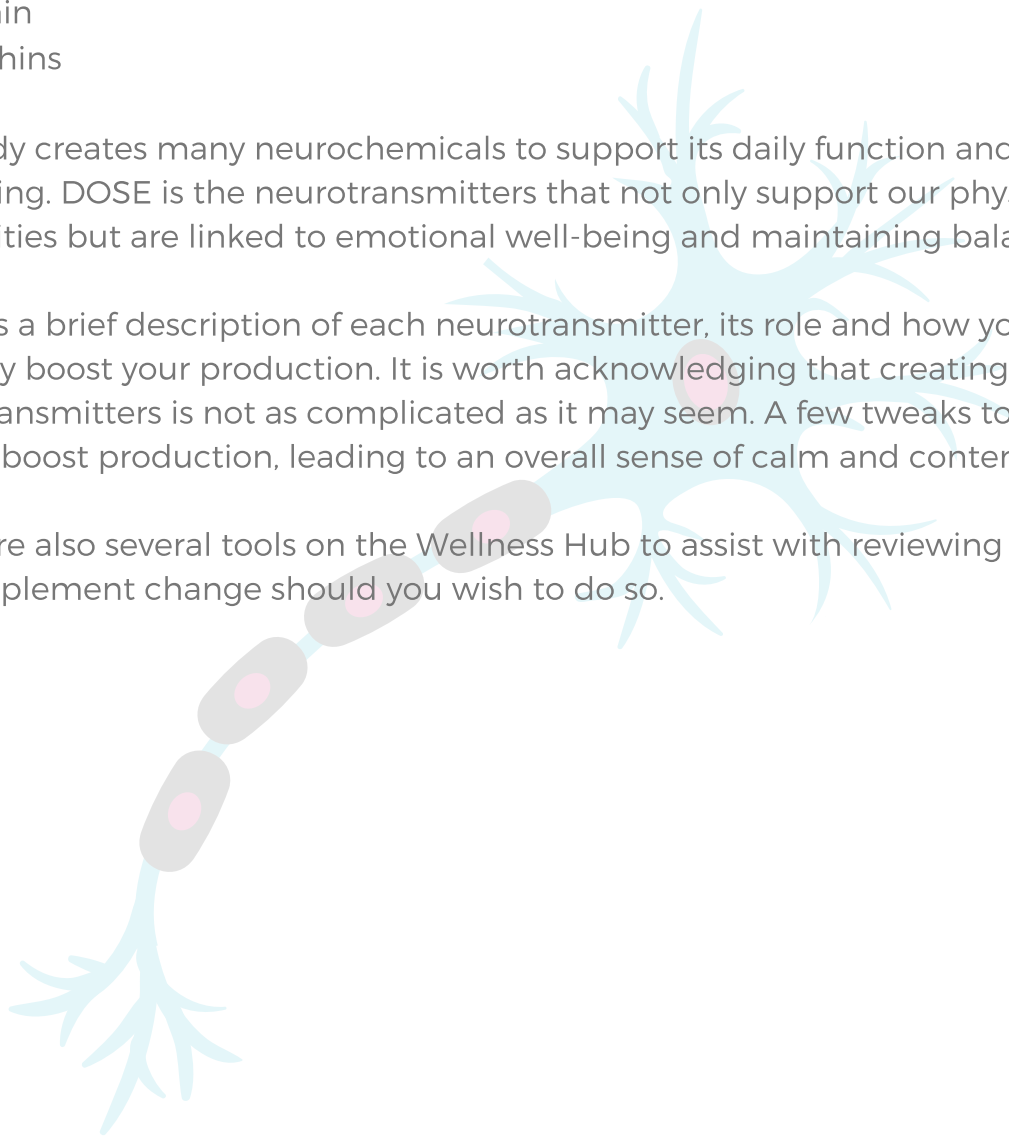 in
hins
dy creates many neurochemicals to support its daily function and
ing. DOSE is the neurotransmitters that not only support our phys
ities but are linked to emotional well-being and maintaining bala
s a brief description of each neurotransmitter, its role and how yo
y boost your production. It is worth acknowledging that creating
ansmitters is not as complicated as it may seem. A few tweaks to
boost production, leading to an overall sense of calm and conten
re also several tools on the Wellness Hub to assist with reviewing
plement change should you wish to do so.